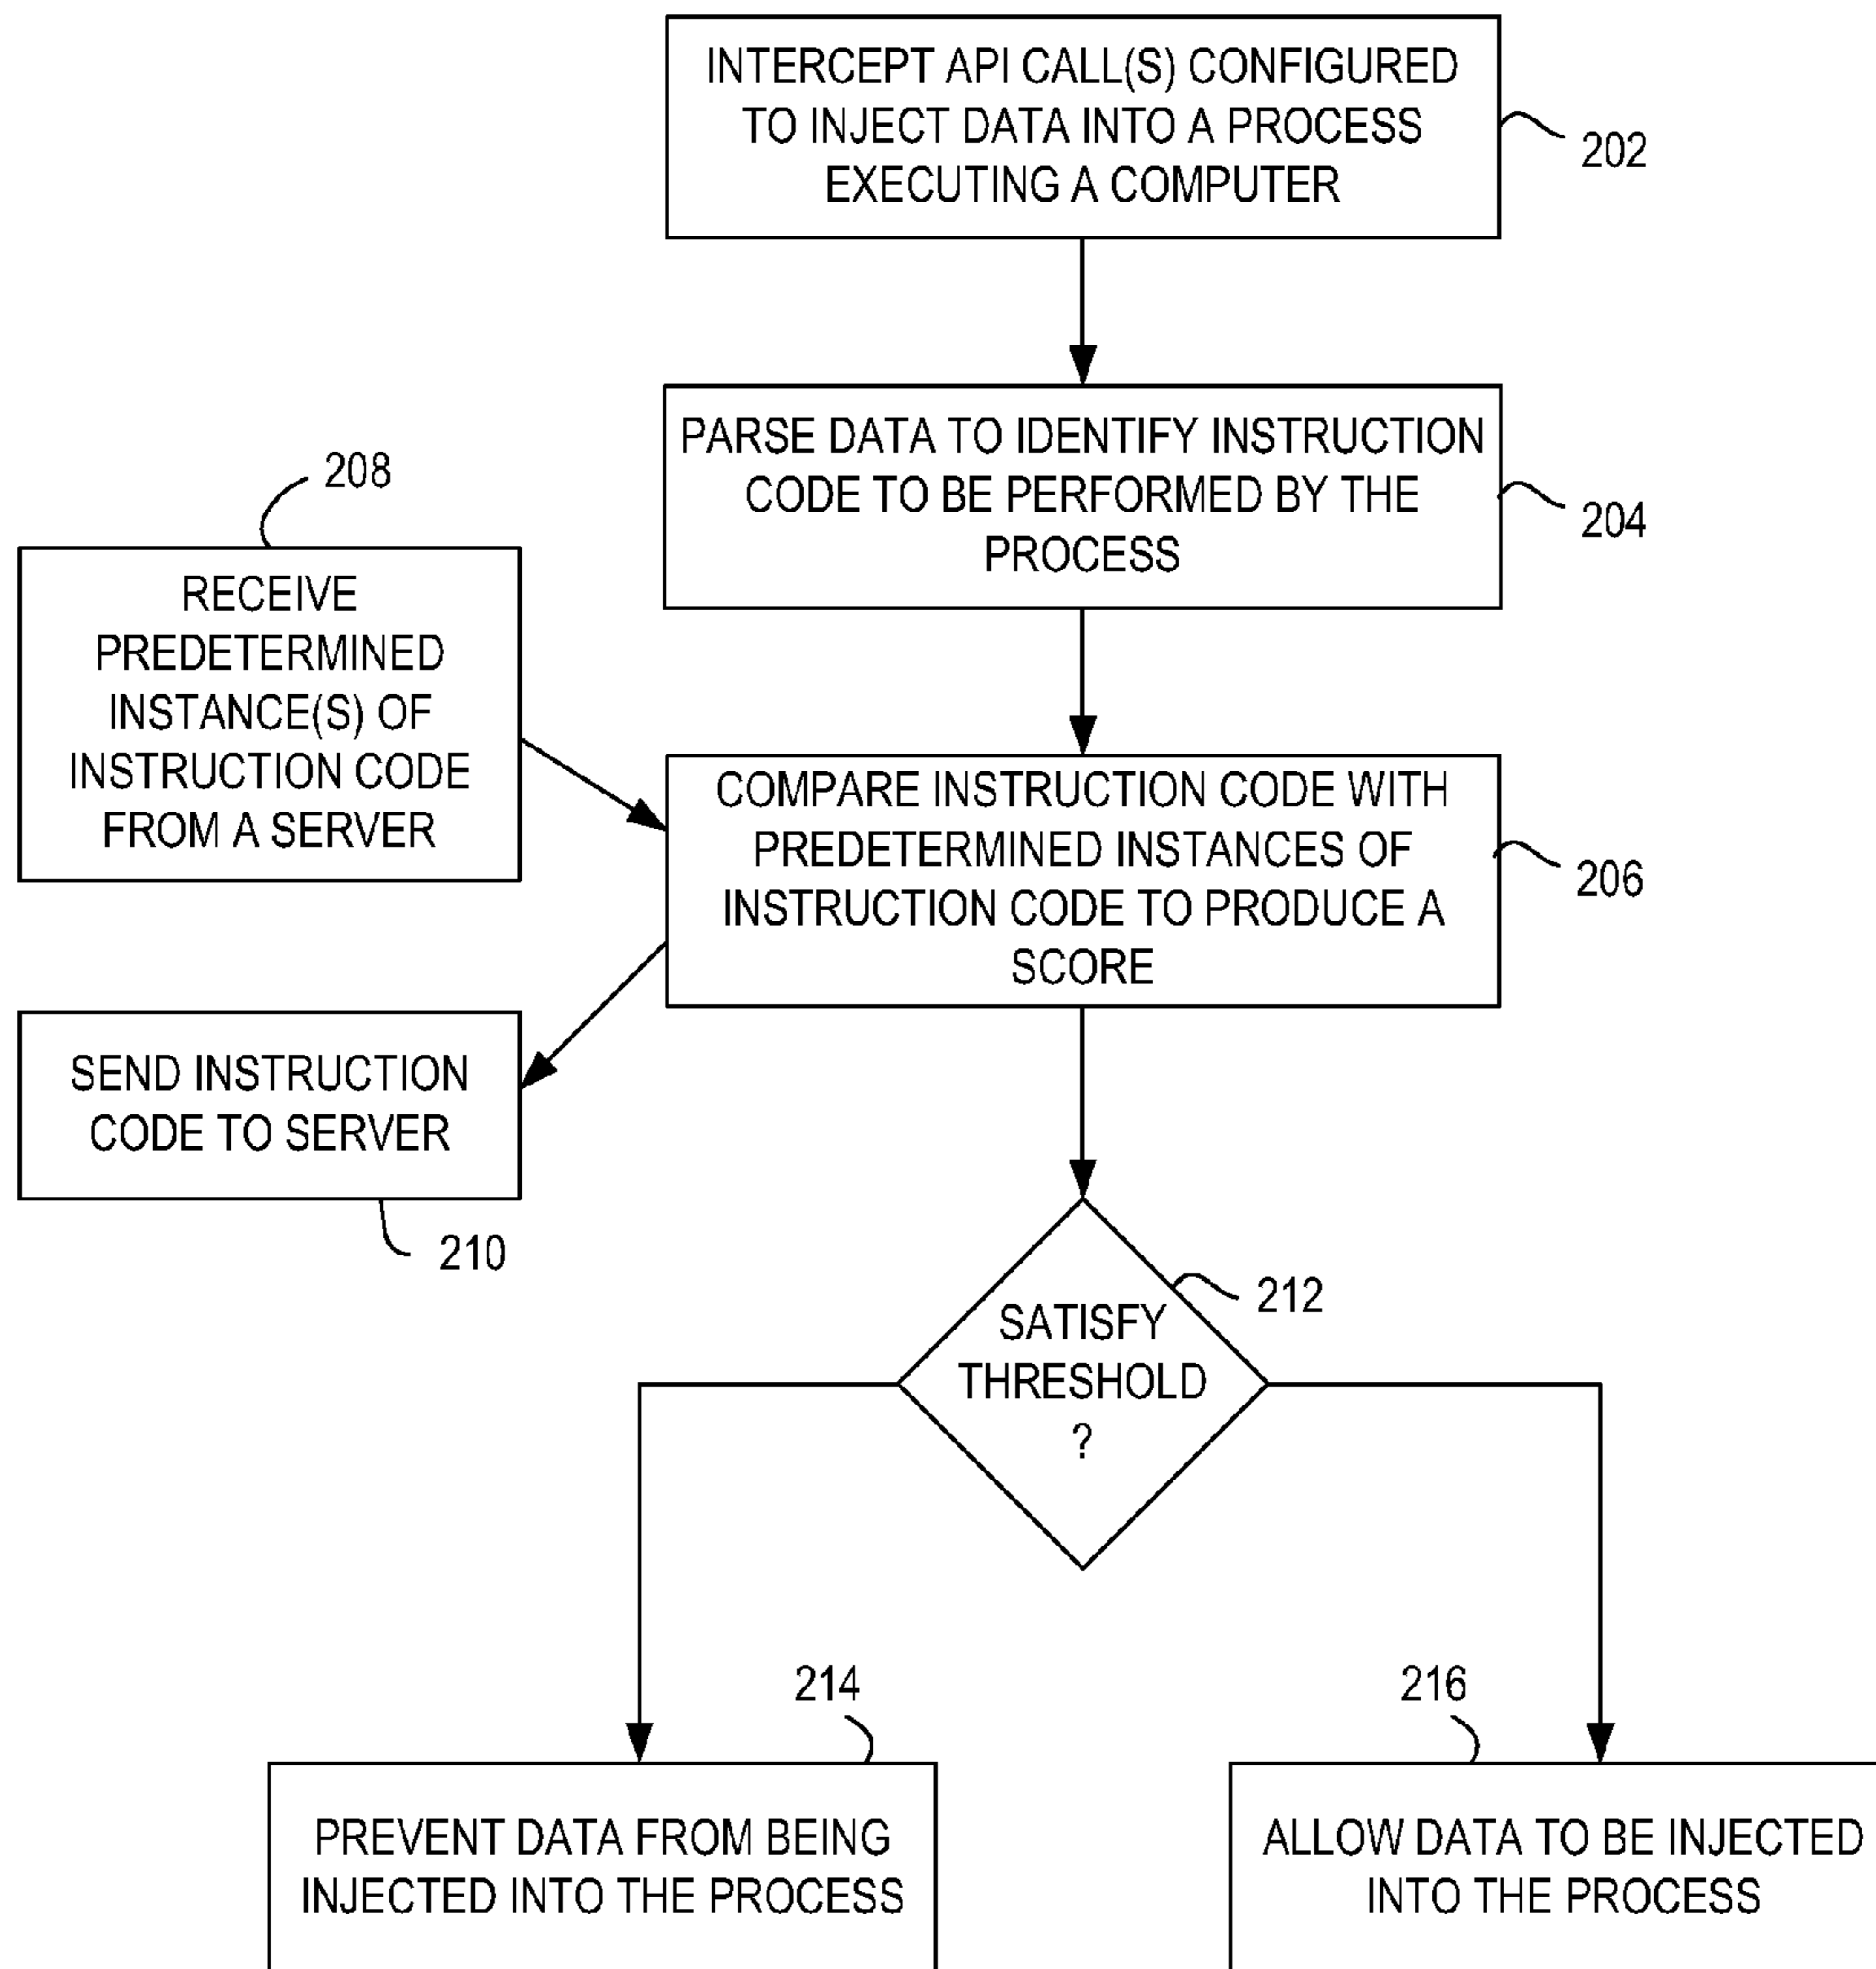 INTERCEPT API CALL(S) CONFIGURED
TO INJECT DATA INTO A PROCESS
EXECUTING A COMPUTER
202
PARSE DATA TO IDENTIFY INSTRUCTION
CODE TO BE PERFORMED BY THE
PROCESS
204
208
RECEIVE
PREDETERMINED
INSTANCE(S) OF
INSTRUCTION CODE
FROM A SERVER
COMPARE INSTRUCTION CODE WITH
PREDETERMINED INSTANCES OF
INSTRUCTION CODE TO PRODUCE A
SCORE
206
SEND INSTRUCTION
CODE TO SERVER
210
212
SATISFY
THRESHOLD
?
214
PREVENT DATA FROM BEING
INJECTED INTO THE PROCESS
216
ALLOW DATA TO BE INJECTED
INTO THE PROCESS